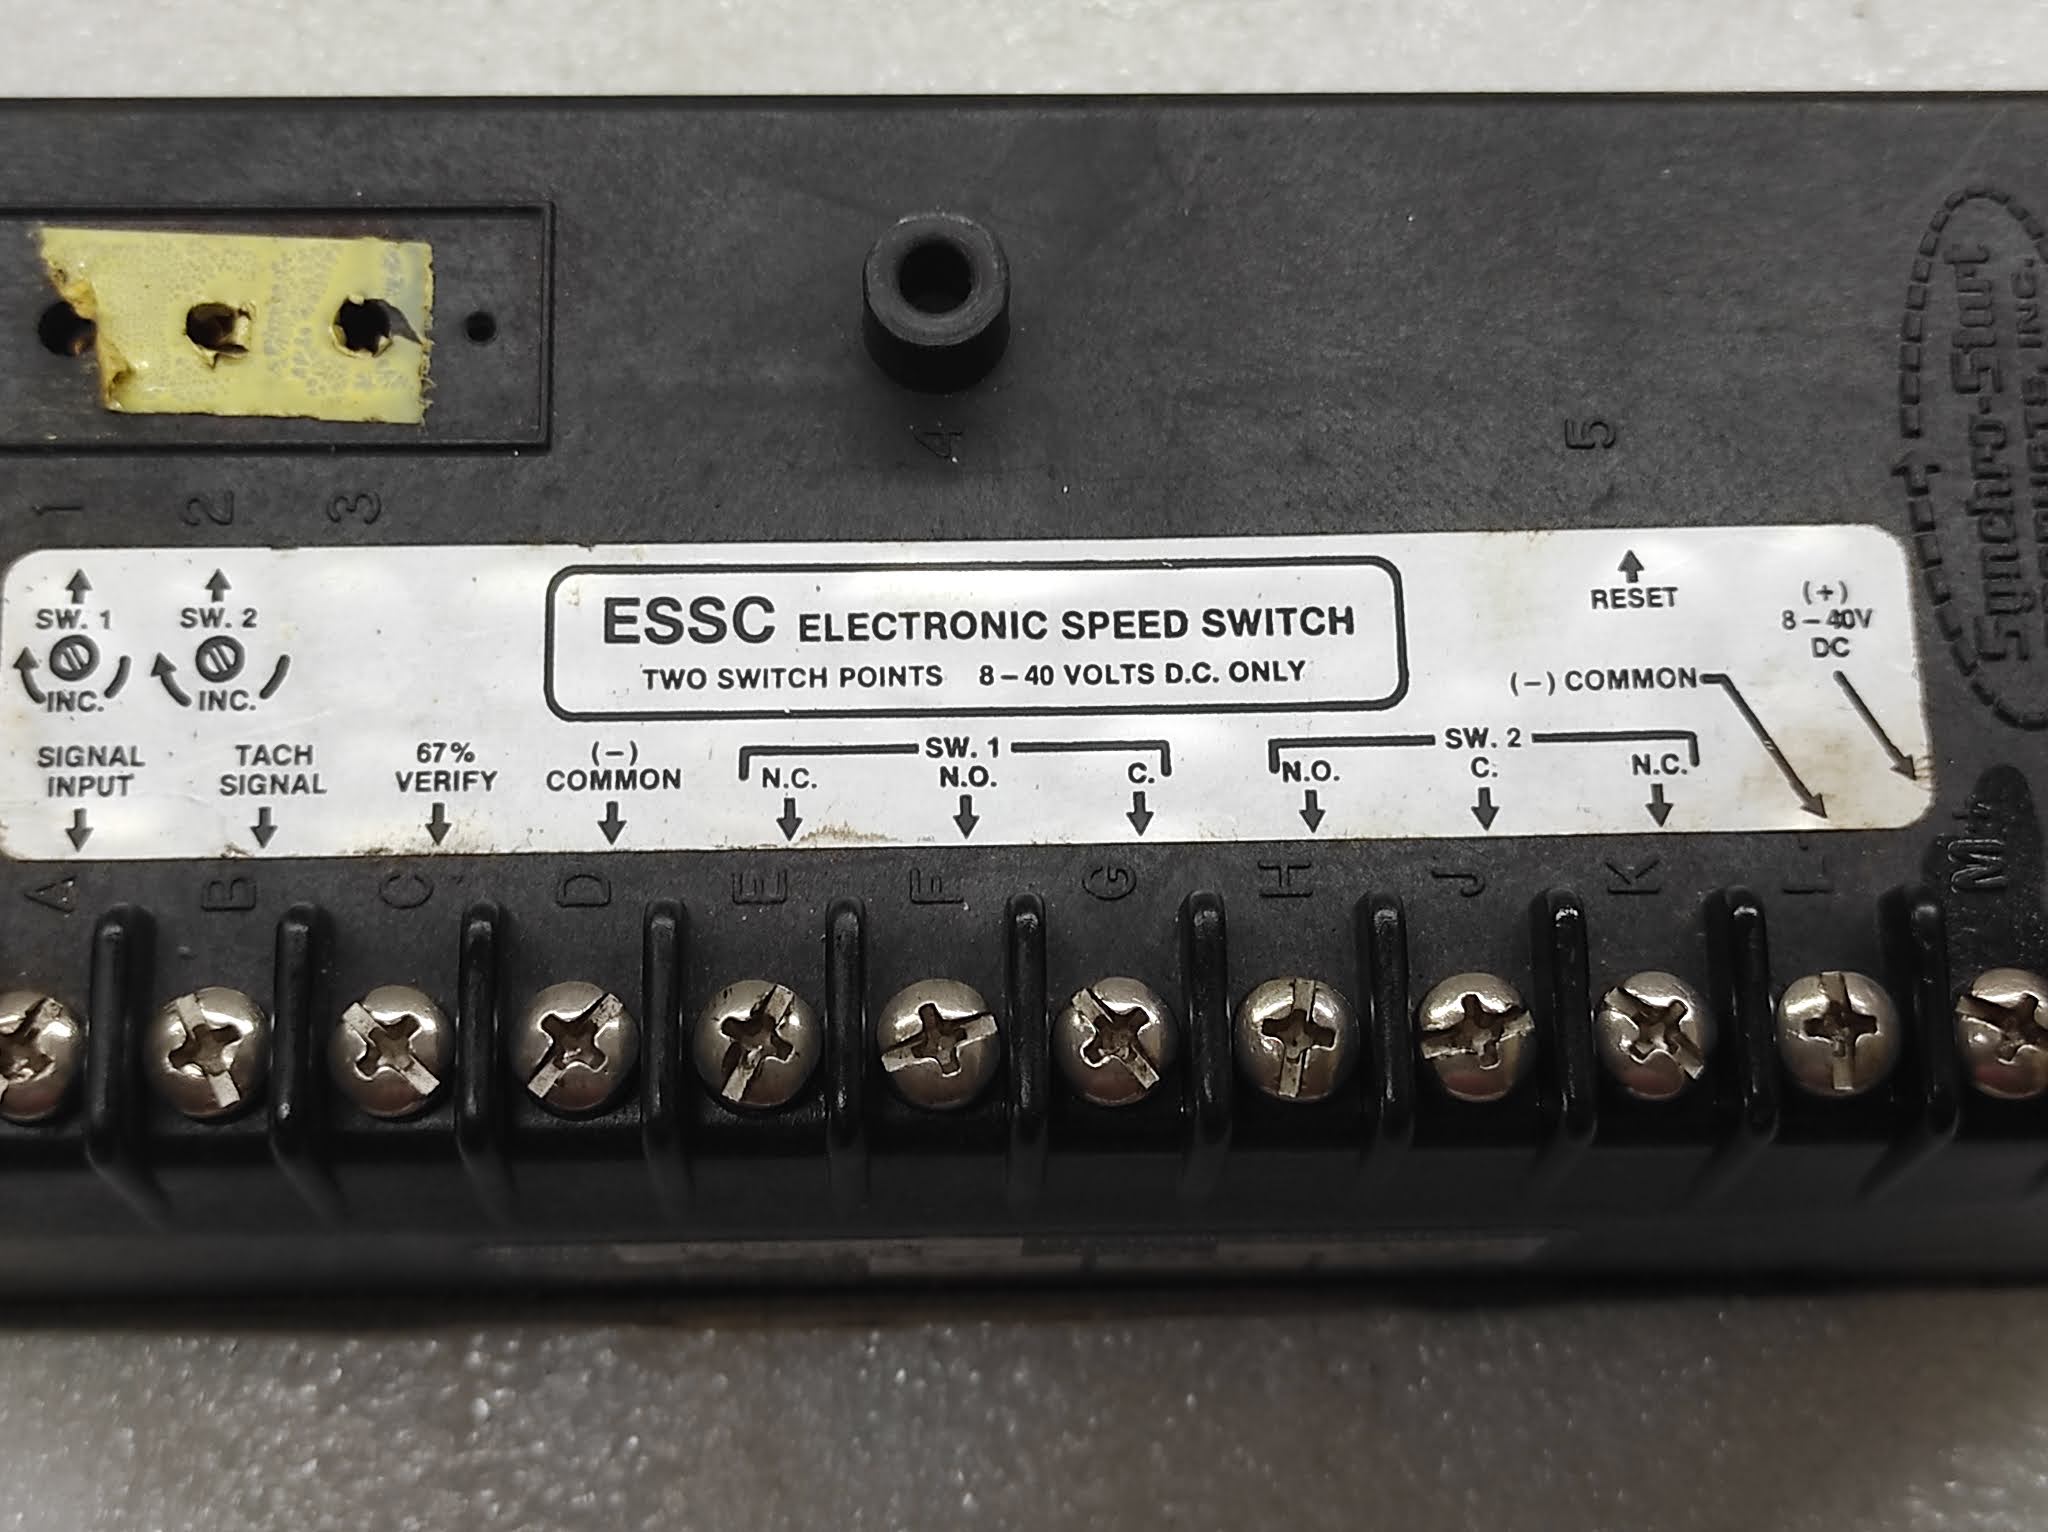 1 2 3 4 5
SW. 1 SW. 2
INC. INC.
ESSC ELECTRONIC SPEED SWITCH
TWO SWITCH POINTS 8–40 VOLTS D.C. ONLY
RESET
(–) COMMON
(+)
8–40V
DC
SIGNAL
INPUT
TACH
SIGNAL
67%
VERIFY
(–)
COMMON
SW. 1
N.C. N.O. C.
SW. 2
N.O. C. N.C.
A B C D E F G H J K L- M+
Synchro-Start
PRODUCTS, INC.